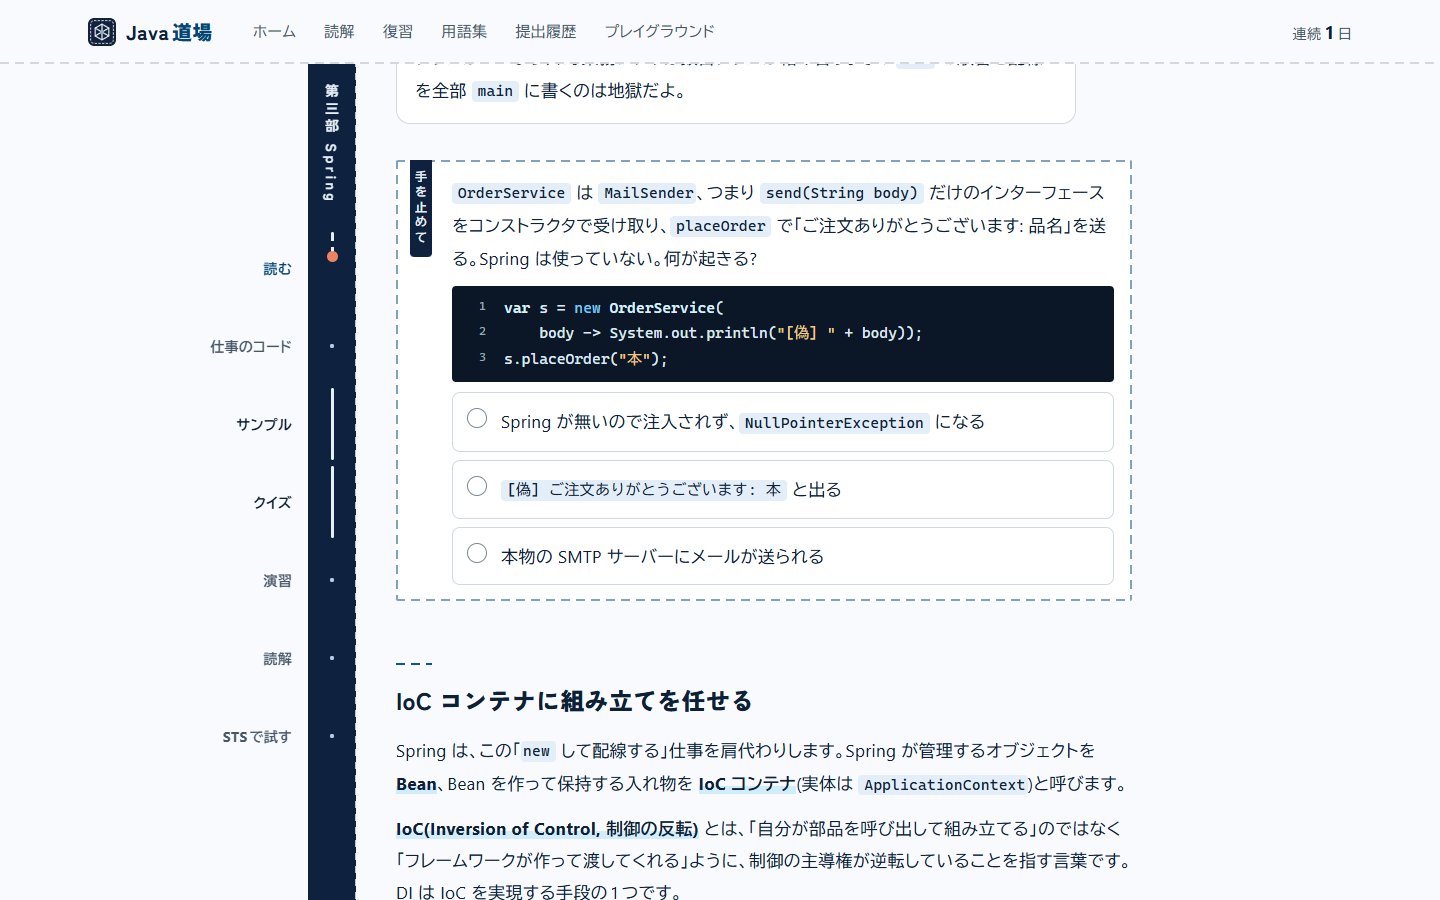 Java 道場
ホーム 読解 復習 用語集 提出履歴 プレイグラウンド
連続 1 日
第三部 Spring
読む
仕事のコード
サンプル
クイズ
演習
読解
STSで試す
を全部 main に書くのは地獄だよ。
手を止めて
OrderService は MailSender、つまり send(String body) だけのインターフェース
をコンストラクタで受け取り、placeOrder で「ご注文ありがとうございます: 品名」を送
る。Spring は使っていない。何が起きる?
1 var s = new OrderService(
2 body -> System.out.println("[偽] " + body));
3 s.placeOrder("本");
Spring が無いので注入されず、NullPointerException になる
[偽] ご注文ありがとうございます: 本 と出る
本物の SMTP サーバーにメールが送られる
IoC コンテナに組み立てを任せる
Spring は、この「new して配線する」仕事を肩代わりします。Spring が管理するオブジェクトを
Bean、Bean を作って保持する入れ物を IoC コンテナ(実体は ApplicationContext)と呼びます。
IoC(Inversion of Control, 制御の反転) とは、「自分が部品を呼び出して組み立てる」のではなく
「フレームワークが作って渡してくれる」ように、制御の主導権が逆転していることを指す言葉です。
DI は IoC を実現する手段の1つです。